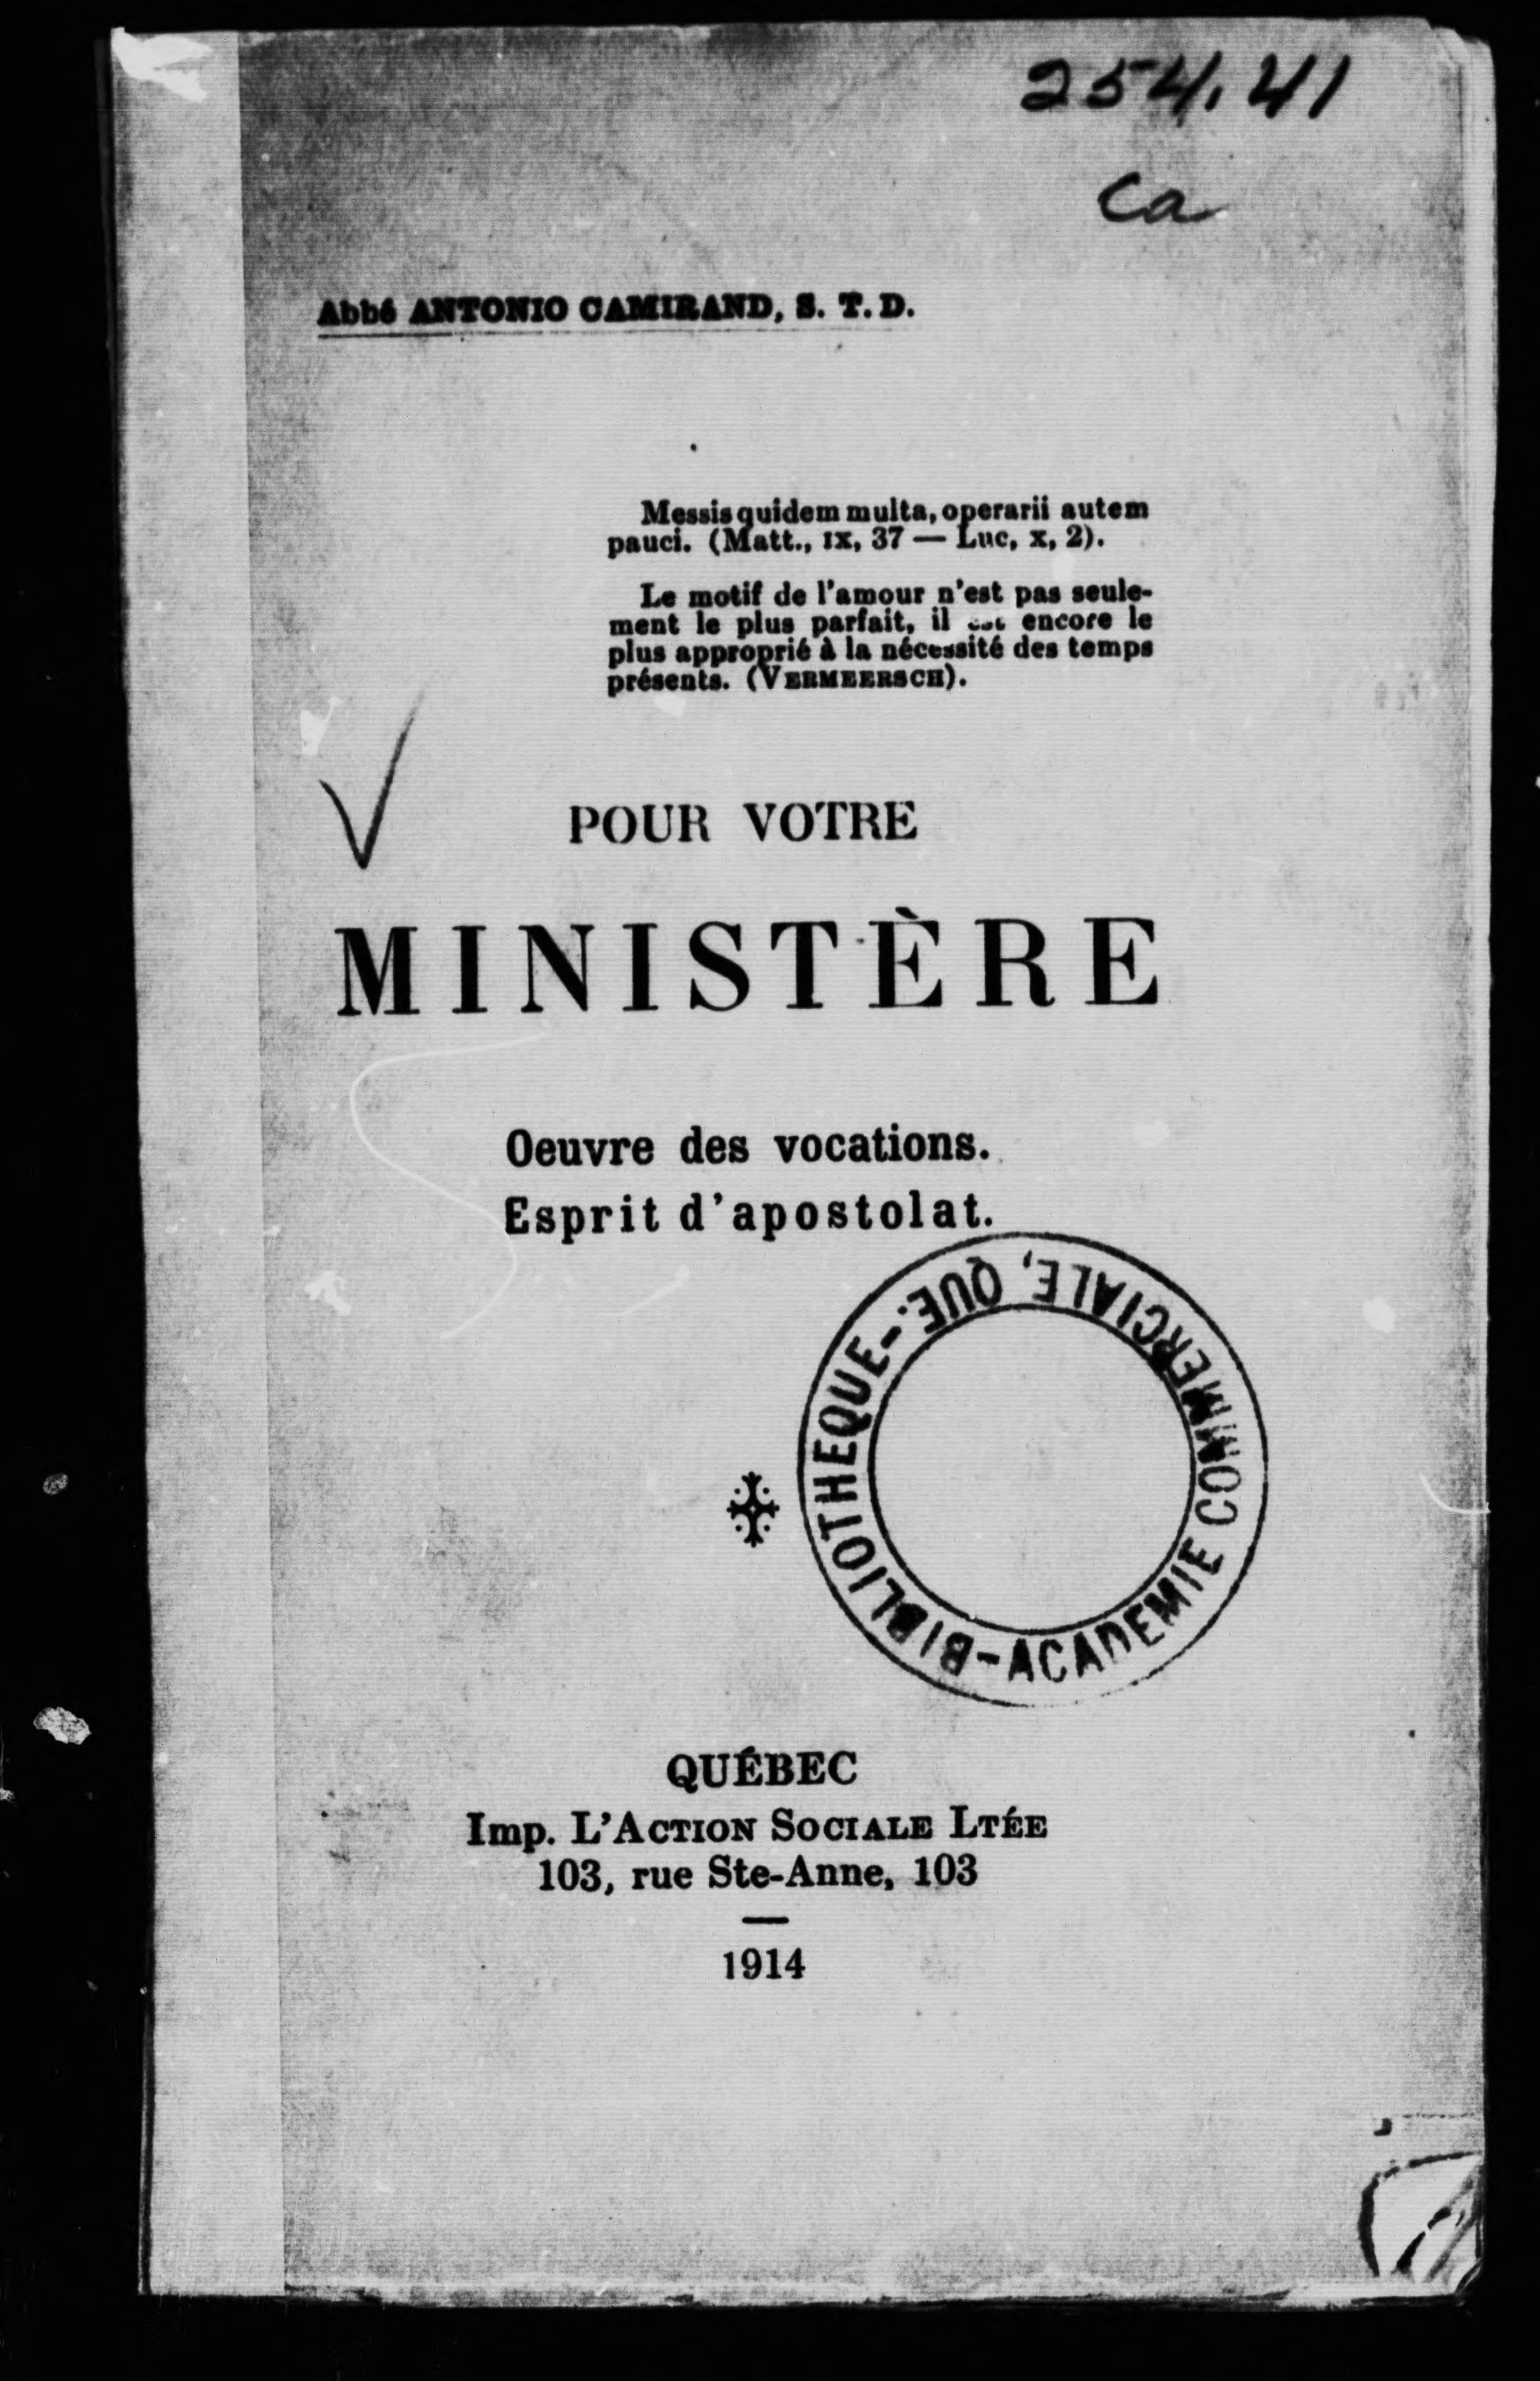 254.41
Ca
Abbé ANTONIO CAMIRAND, S. T. D.
Messis quidem multa, operarii autem
pauci. (Matt., IX, 37 — Luc, X, 2).
Le motif de l'amour n'est pas seule-
ment le plus parfait, il est encore le
plus approprié à la nécessité des temps
présents. (VERMEERSCH).
POUR VOTRE
MINISTÈRE
Oeuvre des vocations.
Esprit d'apostolat.
BIBLIOTHEQUE-
-ACADEMIE COMMERCIALE, QUE.
QUÉBEC
Imp. L'ACTION SOCIALE LTÉE
103, rue Ste-Anne, 103
1914